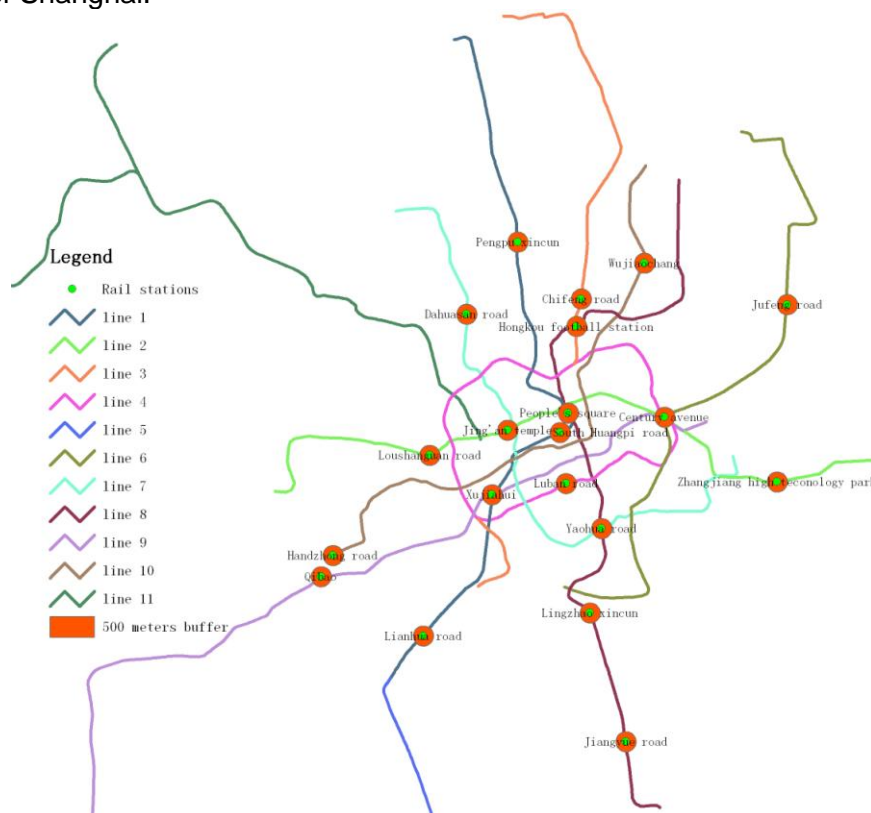 of Shanghai.
Pengpu xincun
Wujiaochang
Legend
Rail stations
Chifeng road
Jufeng road
Dahuasan road
Hongkou football station
line 1
line 2
line 3
line 4
People's square
Century avenue
Jing'an temple
South Huangpi road
Loushanguan road
line 5
line 6
Xujiahui
Luban road
Zhangjiang high teconology park
line 7
line 8
Yaohua road
line 9
Handzhong road
line 10
Qibao
line 11
500 meters buffer
Lianhua road
Lingzhao xincun
Jiangyue road